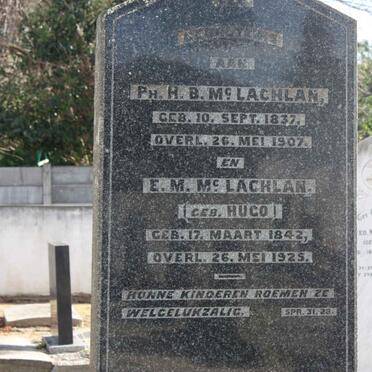 AAN
PH. H. B. Mc LACHLAN,
GEB. 10. SEPT. 1837,
OVERL. 26. MEI 1907.
EN
E. M. Mc LACHLAN.
(GEB. HUGO)
GEB. 17. MAART 1842,
OVERL. 26. MEI 1925.
HUNNE KINDEREN ROEMEN ZE
WELGELUKZALIG. SPR. 31. 28.